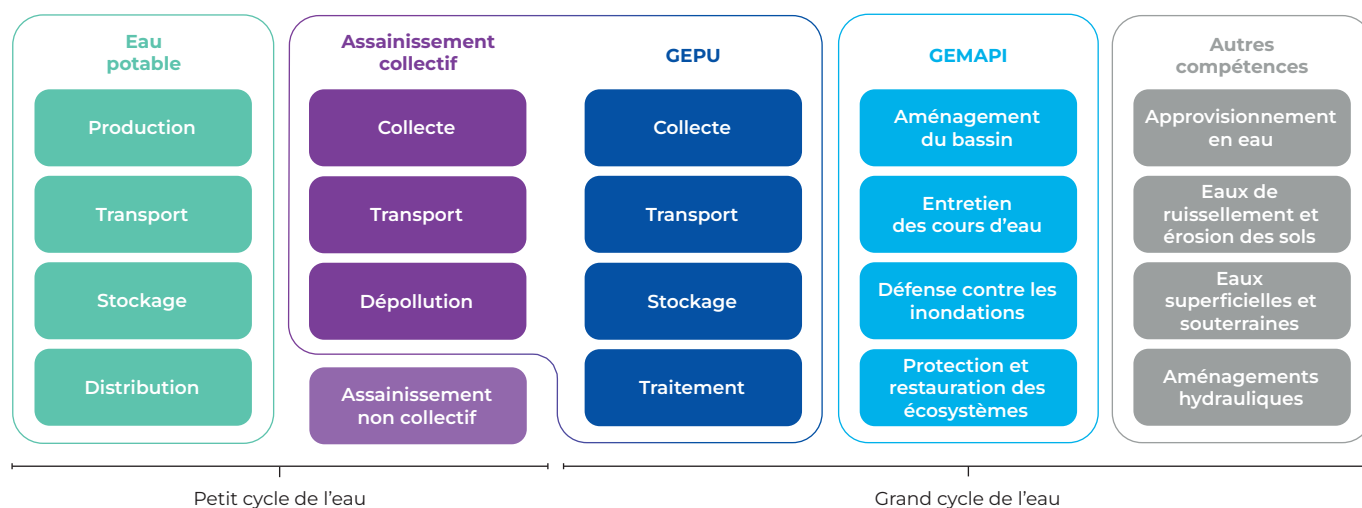 Eau
potable
Production
Transport
Stockage
Distribution
Assainissement
collectif
Collecte
Transport
Dépollution
Assainissement
non collectif
GEPU
Collecte
Transport
Stockage
Traitement
GEMAPI
Aménagement
du bassin
Entretien
des cours d’eau
Défense contre les
inondations
Protection et
restauration des
écosystèmes
Autres
compétences
Approvisionnement
en eau
Eaux de
ruissellement et
érosion des sols
Eaux
superficielles et
souterraines
Aménagements
hydrauliques
Petit cycle de l’eau
Grand cycle de l’eau